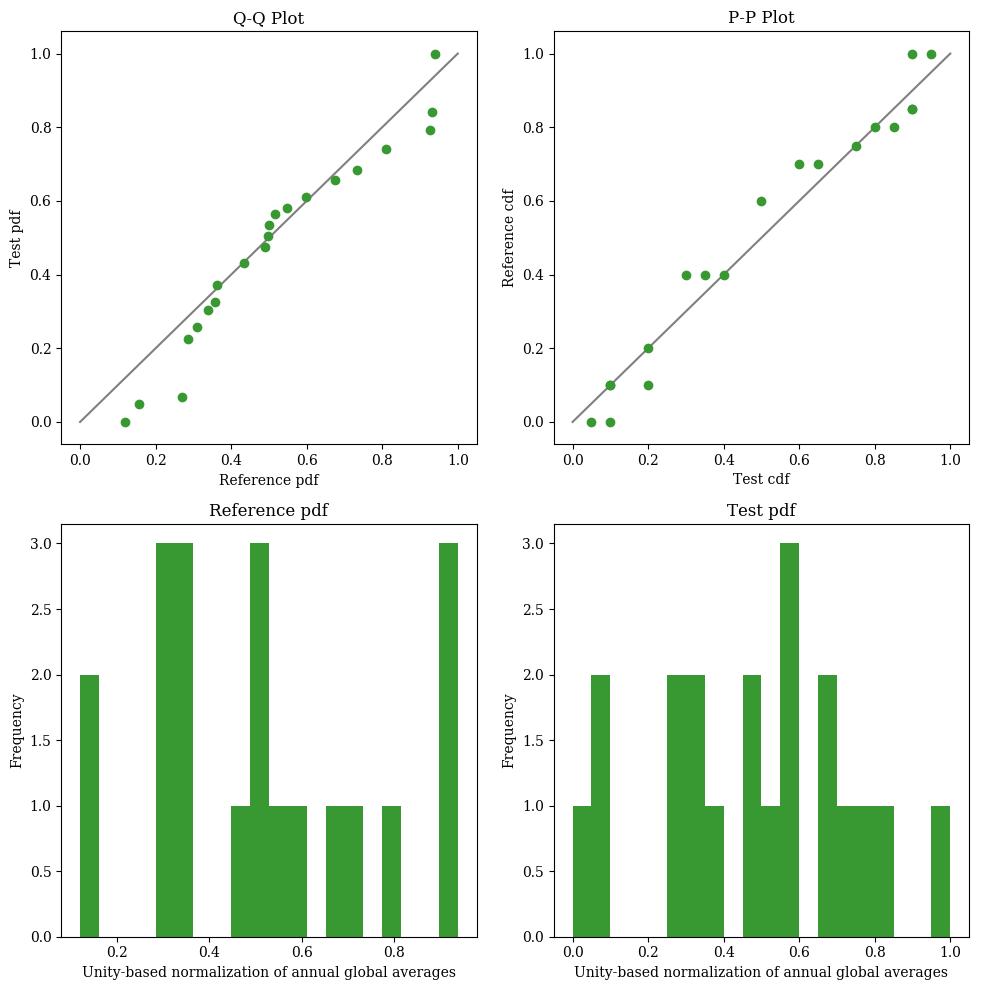 Q-Q Plot
1.0
0.8
0.6
0.4
0.2
0.0
Test pdf
0.0 0.2 0.4 0.6 0.8 1.0
Reference pdf
P-P Plot
1.0
0.8
0.6
0.4
0.2
0.0
Reference cdf
0.0 0.2 0.4 0.6 0.8 1.0
Test cdf
Reference pdf
3.0
2.5
2.0
1.5
1.0
0.5
0.0
Frequency
0.2 0.4 0.6 0.8
Unity-based normalization of annual global averages
Test pdf
3.0
2.5
2.0
1.5
1.0
0.5
0.0
Frequency
0.0 0.2 0.4 0.6 0.8 1.0
Unity-based normalization of annual global averages